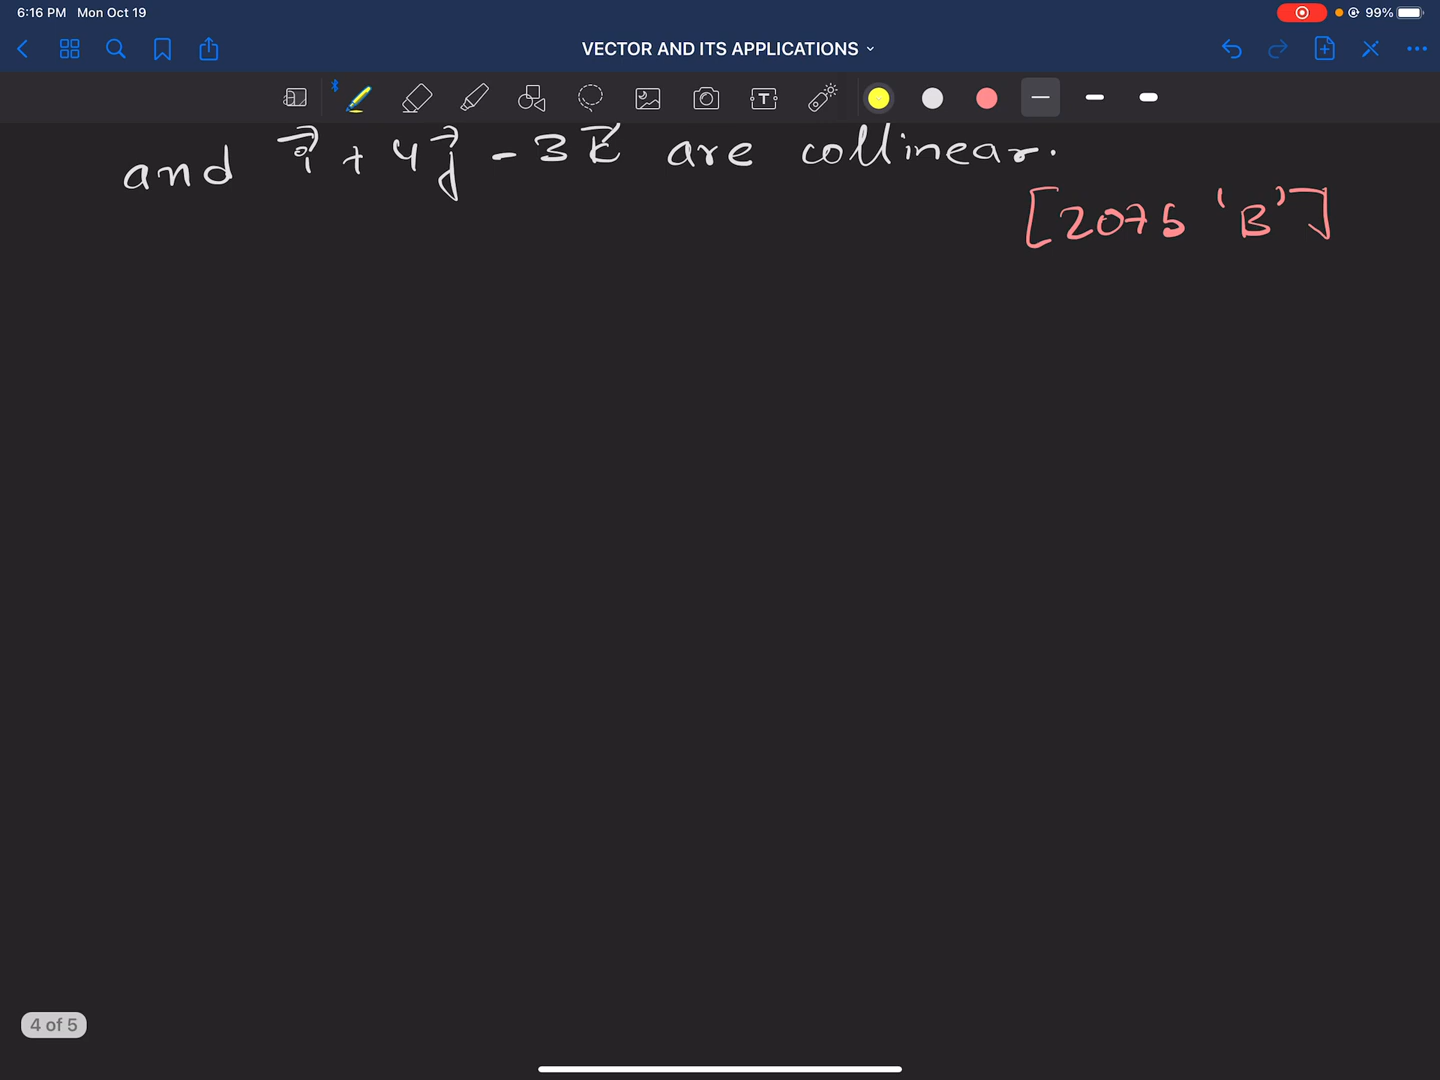 6:16 PM Mon Oct 19
99%
VECTOR AND ITS APPLICATIONS
T
and i⃗ + 4j⃗ - 3k⃗ are collinear.
[2075 'B']
4 of 5